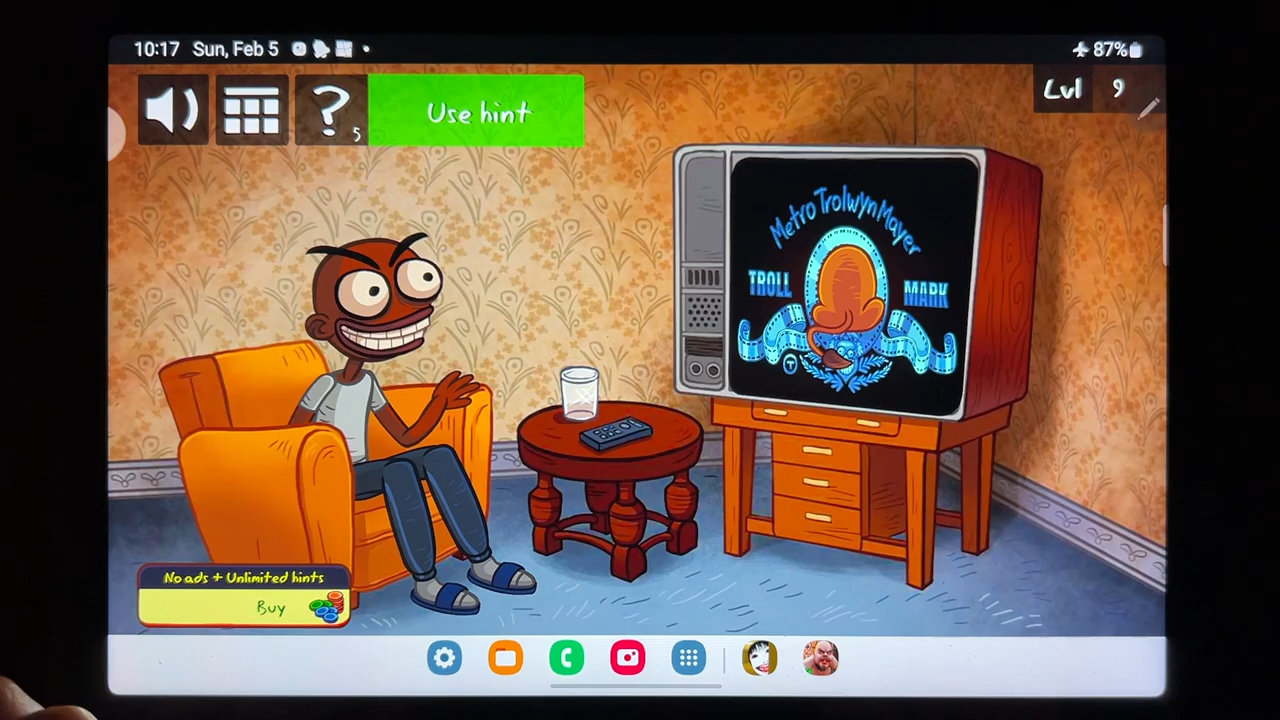 10:17 Sun, Feb 5
87%
Use hint
5
Lvl 9
Metro Trolwyn Mayer
TROLL
MARK
T
No ads + Unlimited hints
Buy